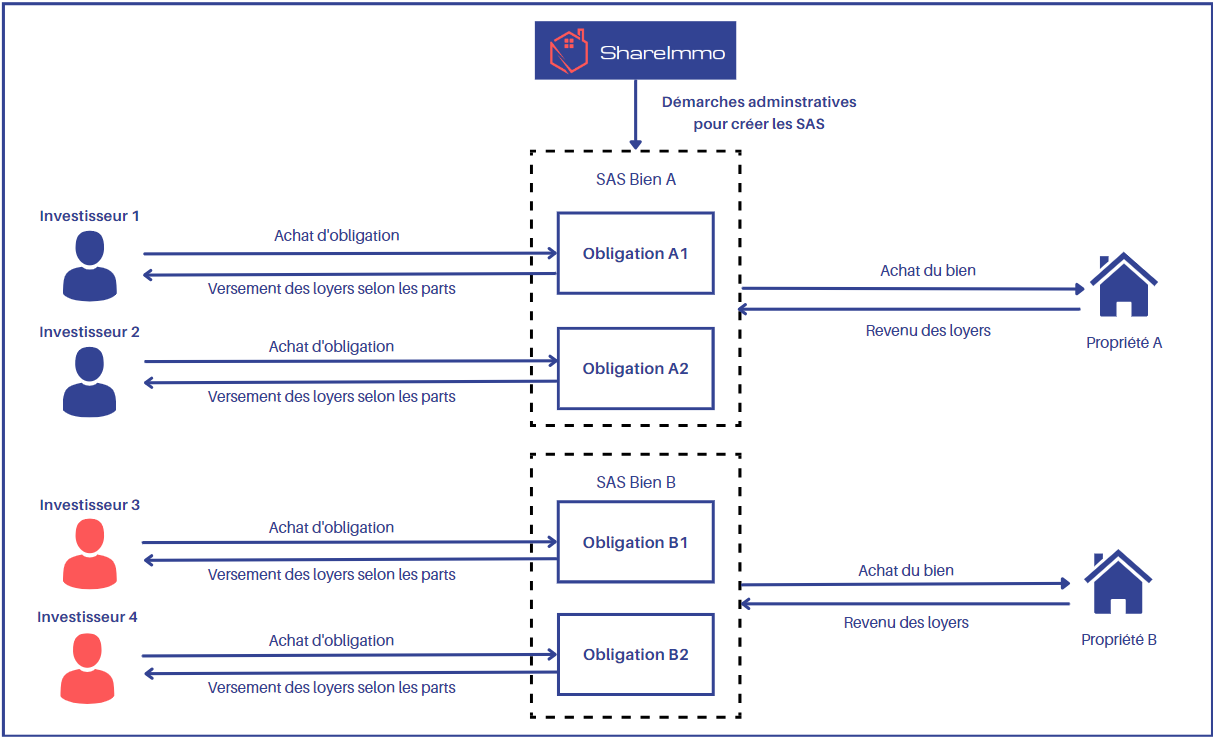 ShareImmo
Démarches adminstratives
pour créer les SAS
SAS Bien A
Investisseur 1
Achat d'obligation
Obligation A1
Versement des loyers selon les parts
Achat du bien
Revenu des loyers
Propriété A
Investisseur 2
Achat d'obligation
Obligation A2
Versement des loyers selon les parts
SAS Bien B
Investisseur 3
Achat d'obligation
Obligation B1
Versement des loyers selon les parts
Achat du bien
Revenu des loyers
Propriété B
Investisseur 4
Achat d'obligation
Obligation B2
Versement des loyers selon les parts